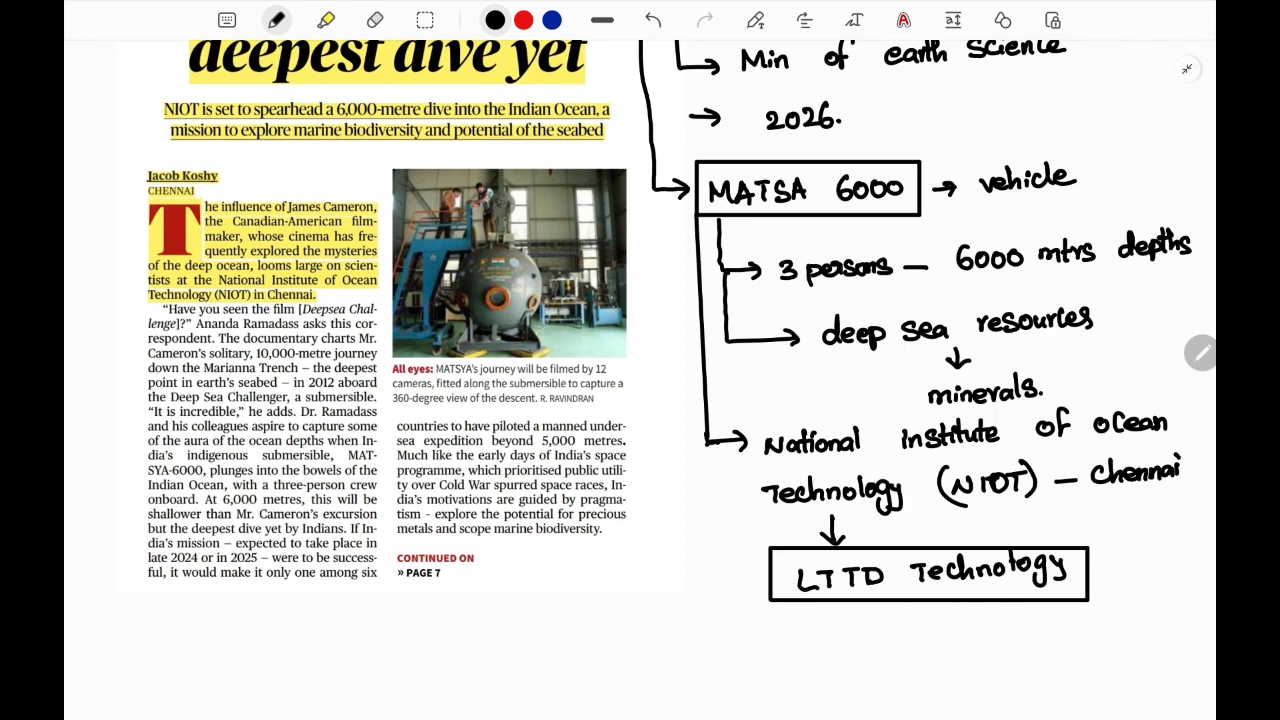 deepest dive yet
NIOT is set to spearhead a 6,000-metre dive into the Indian Ocean, a
mission to explore marine biodiversity and potential of the seabed
Jacob Koshy
CHENNAI
The influence of James Cameron,
the Canadian-American film-
maker, whose cinema has fre-
quently explored the mysteries
of the deep ocean, looms large on scien-
tists at the National Institute of Ocean
Technology (NIOT) in Chennai.
“Have you seen the film [Deepsea Chal-
lenge]?” Ananda Ramadass asks this cor-
respondent. The documentary charts Mr.
Cameron's solitary, 10,000-metre journey
down the Marianna Trench – the deepest
point in earth's seabed – in 2012 aboard
the Deep Sea Challenger, a submersible.
“It is incredible,” he adds. Dr. Ramadass
and his colleagues aspire to capture some
of the aura of the ocean depths when In-
dia's indigenous submersible, MAT-
SYA-6000, plunges into the bowels of the
Indian Ocean, with a three-person crew
onboard. At 6,000 metres, this will be
shallower than Mr. Cameron's excursion
but the deepest dive yet by Indians. If In-
dia's mission – expected to take place in
late 2024 or in 2025 – were to be success-
ful, it would make it only one among six
All eyes: MATSYA's journey will be filmed by 12
cameras, fitted along the submersible to capture a
360-degree view of the descent. R. RAVINDRAN
countries to have piloted a manned under-
sea expedition beyond 5,000 metres.
Much like the early days of India's space
programme, which prioritised public utili-
ty over Cold War spurred space races, In-
dia's motivations are guided by pragma-
tism - explore the potential for precious
metals and scope marine biodiversity.
CONTINUED ON
» PAGE 7
→ Min of earth science
→ 2026.
→ MATSA 6000 → vehicle
→ 3 persons — 6000 mtrs depths
→ deep sea resources
↓
minerals.
→ National institute of ocean
Technology (NIOT) — chennai
↓
LTTD Technology